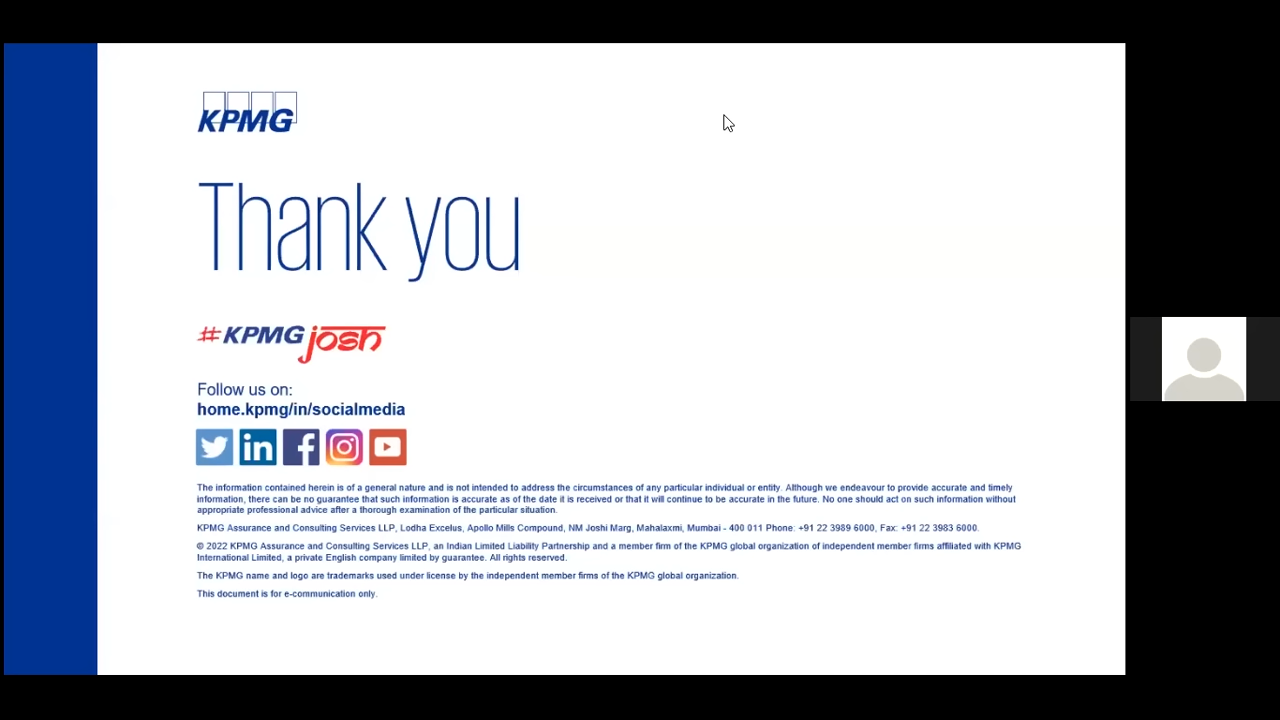 KPMG
Thank you
#KPMG josh
Follow us on:
home.kpmg/in/socialmedia
The information contained herein is of a general nature and is not intended to address the circumstances of any particular individual or entity. Although we endeavour to provide accurate and timely
information, there can be no guarantee that such information is accurate as of the date it is received or that it will continue to be accurate in the future. No one should act on such information without
appropriate professional advice after a thorough examination of the particular situation.
KPMG Assurance and Consulting Services LLP, Lodha Excelus, Apollo Mills Compound, NM Joshi Marg, Mahalaxmi, Mumbai - 400 011 Phone: +91 22 3989 6000, Fax: +91 22 3983 6000.
© 2022 KPMG Assurance and Consulting Services LLP, an Indian Limited Liability Partnership and a member firm of the KPMG global organization of independent member firms affiliated with KPMG
International Limited, a private English company limited by guarantee. All rights reserved.
The KPMG name and logo are trademarks used under license by the independent member firms of the KPMG global organization.
This document is for e-communication only.